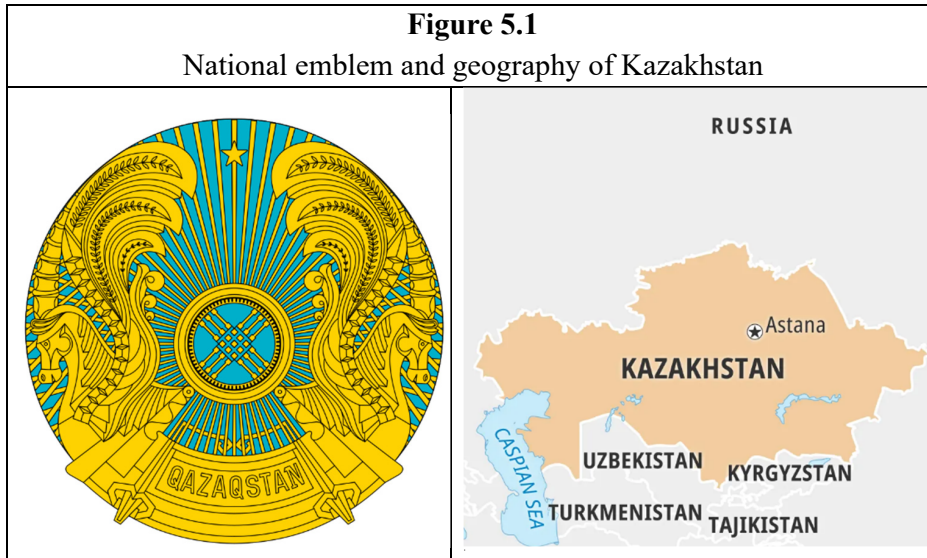 Figure 5.1
National emblem and geography of Kazakhstan
QAZAQSTAN
RUSSIA
Astana
KAZAKHSTAN
CASPIAN SEA
UZBEKISTAN
KYRGYZSTAN
TURKMENISTAN
TAJIKISTAN